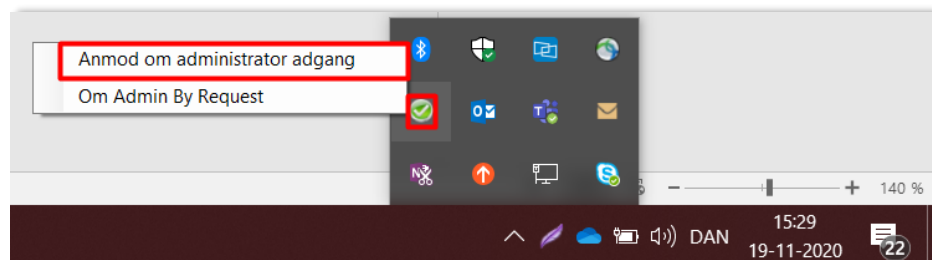 Anmod om administrator adgang
Om Admin By Request
140 %
DAN
15:29
19-11-2020
22